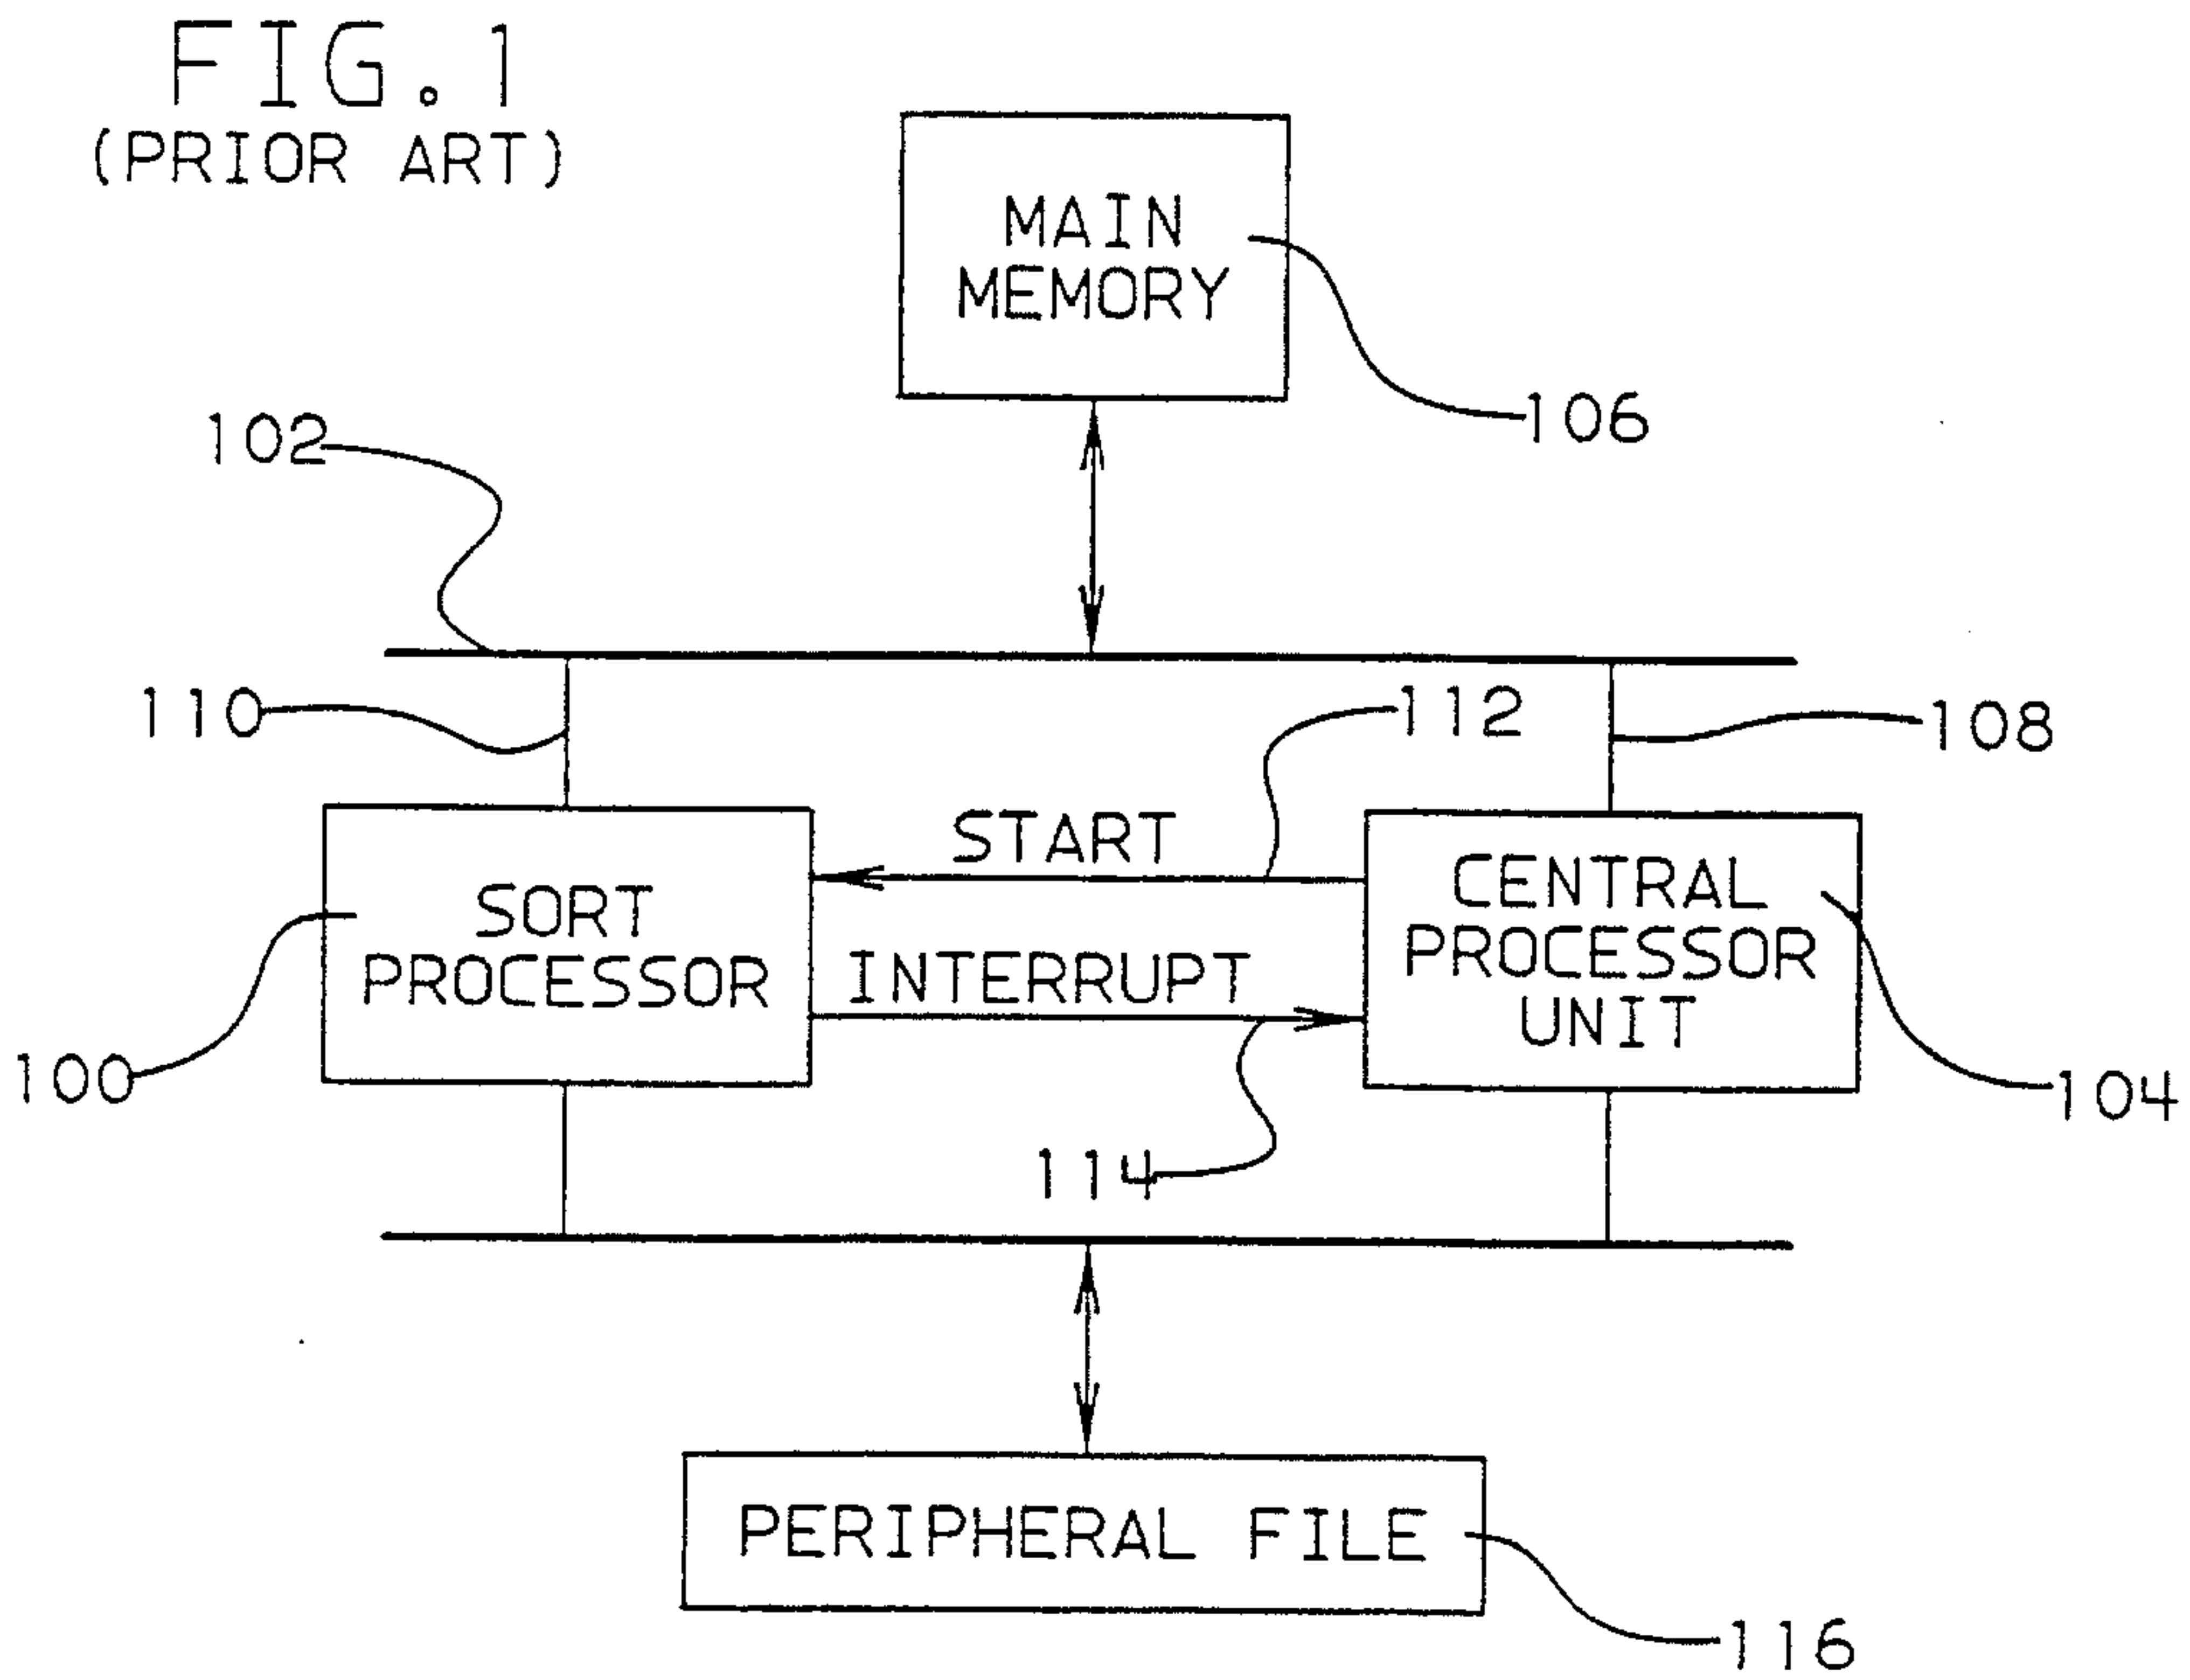 FIG.1
(PRIOR ART)
MAIN
MEMORY
106
102
110
112
108
START
SORT
PROCESSOR
INTERRUPT
CENTRAL
PROCESSOR
UNIT
100
104
114
PERIPHERAL FILE
116